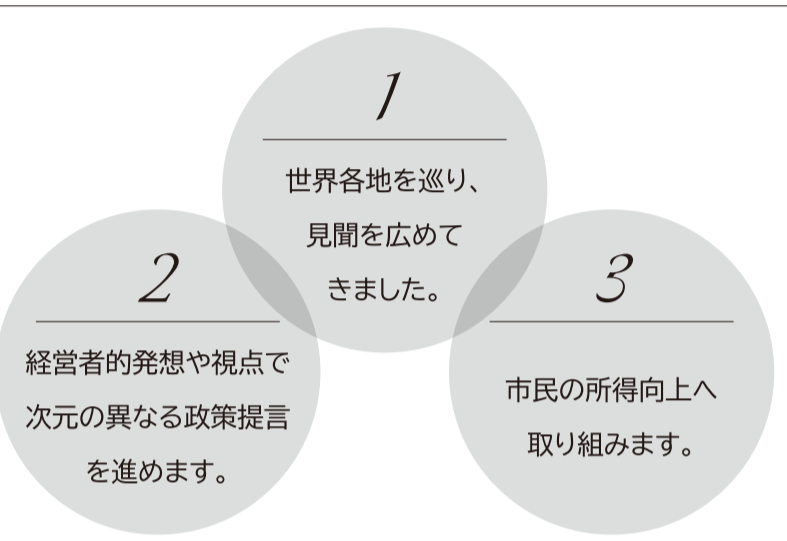 1
世界各地を巡り、
見聞を広めて
きました。
2
経営者的発想や視点で
次元の異なる政策提言
を進めます。
3
市民の所得向上へ
取り組みます。